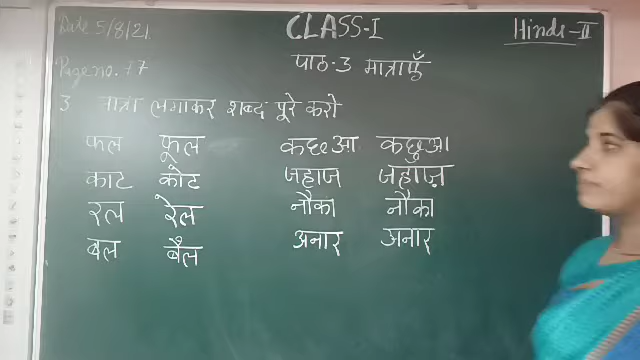 Date 5/8/21 CLASS-I Hindi-II
Page no. 77 पाठ-3 मात्राएँ
3 मात्रा लगाकर शब्द पूरे करो
फल फूल कछआ कछुआ
काट कोट जहाज जहाज़
रल रेल नौका नौका
बल बैल अनार अनार